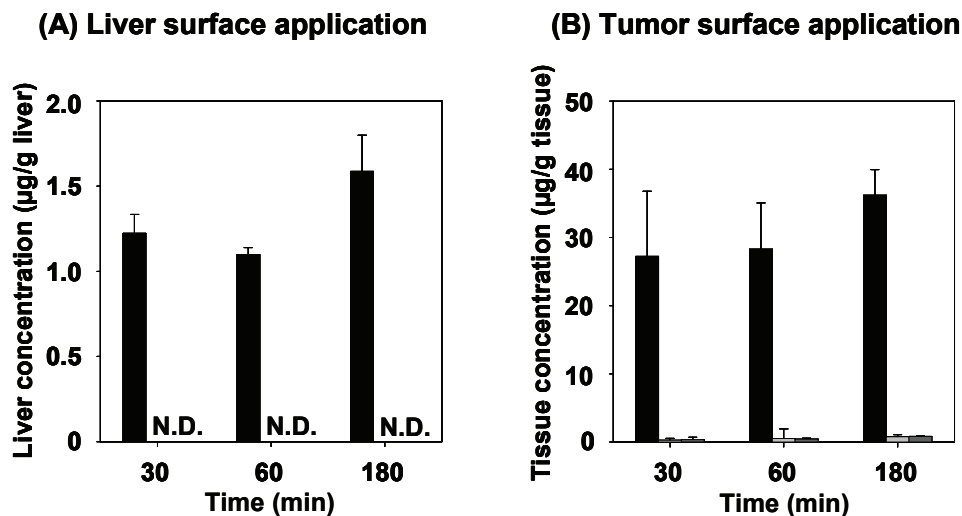 (A) Liver surface application
Liver concentration (µg/g liver)
2.0
1.5
1.0
0.5
0
N.D.
N.D.
N.D.
30
60
180
Time (min)
(B) Tumor surface application
Tissue concentration (µg/g tissue)
50
40
30
20
10
0
30
60
180
Time (min)